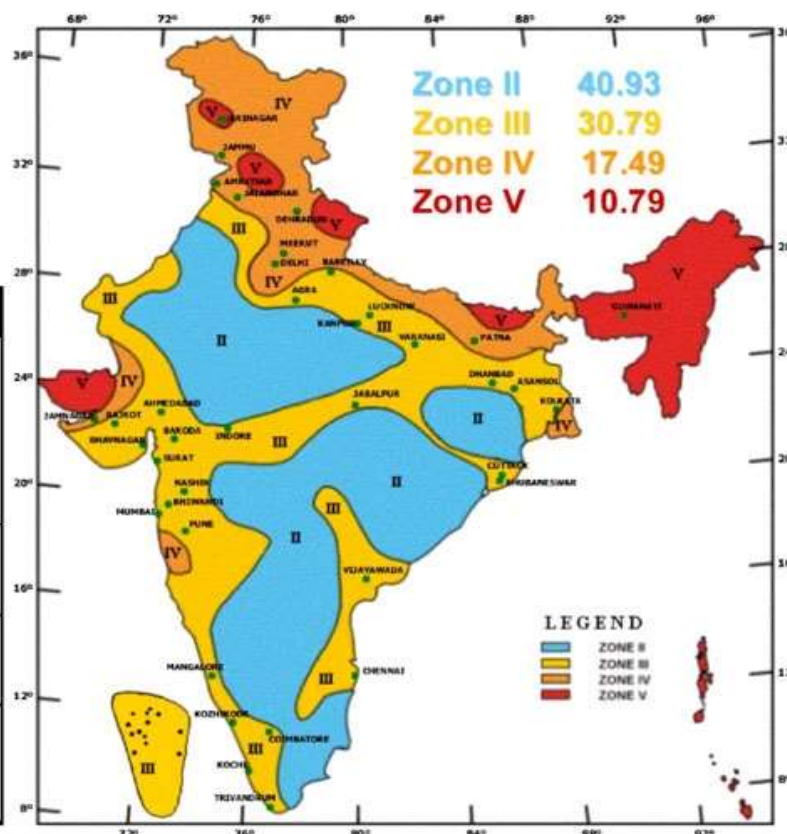 68° 72° 76° 80° 84° 88° 92° 96°
36°
32°
28°
24°
20°
16°
12°
8°
Zone II 40.93
Zone III 30.79
Zone IV 17.49
Zone V 10.79
IV
V
SRINAGAR
JAMMU
V
AMRITSAR
JALANDHAR
DEHRADUN
V
III
MEERUT
DELHI
BAREILLY
IV
III
AGRA
LUCKNOW
KANPUR
III
VARANASI
V
PATNA
GUWAHATI
V
II
V
IV
DHANBAD
ASANSOL
AHMEDABAD
JABALPUR
KOLKATA
JAMNAGAR
RAJKOT
BARODA
INDORE
III
II
IV
BHAVNAGAR
SURAT
CUTTACK
BHUBANESWAR
NASHIK
II
BHIWANDI
MUMBAI
III
PUNE
II
IV
VIJAYAWADA
LEGEND
ZONE II
ZONE III
ZONE IV
ZONE V
MANGALORE
CHENNAI
III
KOZHIKODE
COIMBATORE
III
III
KOCHI
TRIVANDRUM
76° 80°